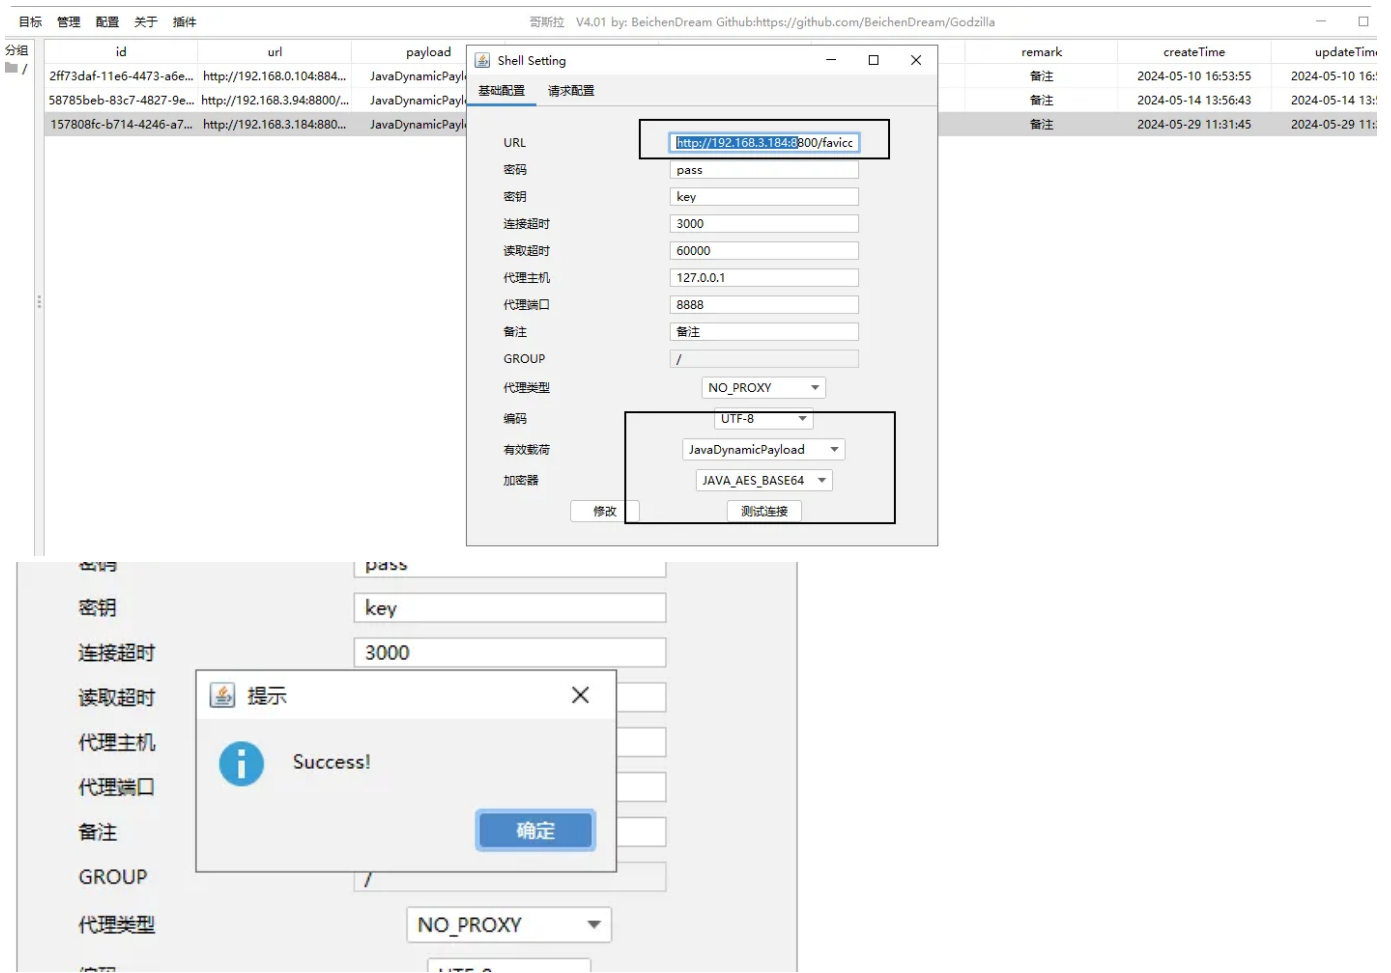 目标 管理 配置 关于 插件 哥斯拉 V4.01 by: BeichenDream Github:https://github.com/BeichenDream/Godzilla
分组
/
id url payload remark createTime updateTime
2ff73daf-11e6-4473-a6e... http://192.168.0.104:884... JavaDynamicPayl 备注 2024-05-10 16:53:55 2024-05-10 16:
58785beb-83c7-4827-9e... http://192.168.3.94:8800/... JavaDynamicPayl 备注 2024-05-14 13:56:43 2024-05-14 13:
157808fc-b714-4246-a7... http://192.168.3.184:880... JavaDynamicPayl 备注 2024-05-29 11:31:45 2024-05-29 11:
Shell Setting
基础配置 请求配置
URL http://192.168.3.184:8800/favicc
密码 pass
密钥 key
连接超时 3000
读取超时 60000
代理主机 127.0.0.1
代理端口 8888
备注 备注
GROUP /
代理类型 NO_PROXY
编码 UTF-8
有效载荷 JavaDynamicPayload
加密器 JAVA_AES_BASE64
修改 测试连接
密码 pass
密钥 key
连接超时 3000
读取超时
代理主机
代理端口
备注
GROUP /
代理类型 NO_PROXY
编码 UTF-8
提示
Success!
确定